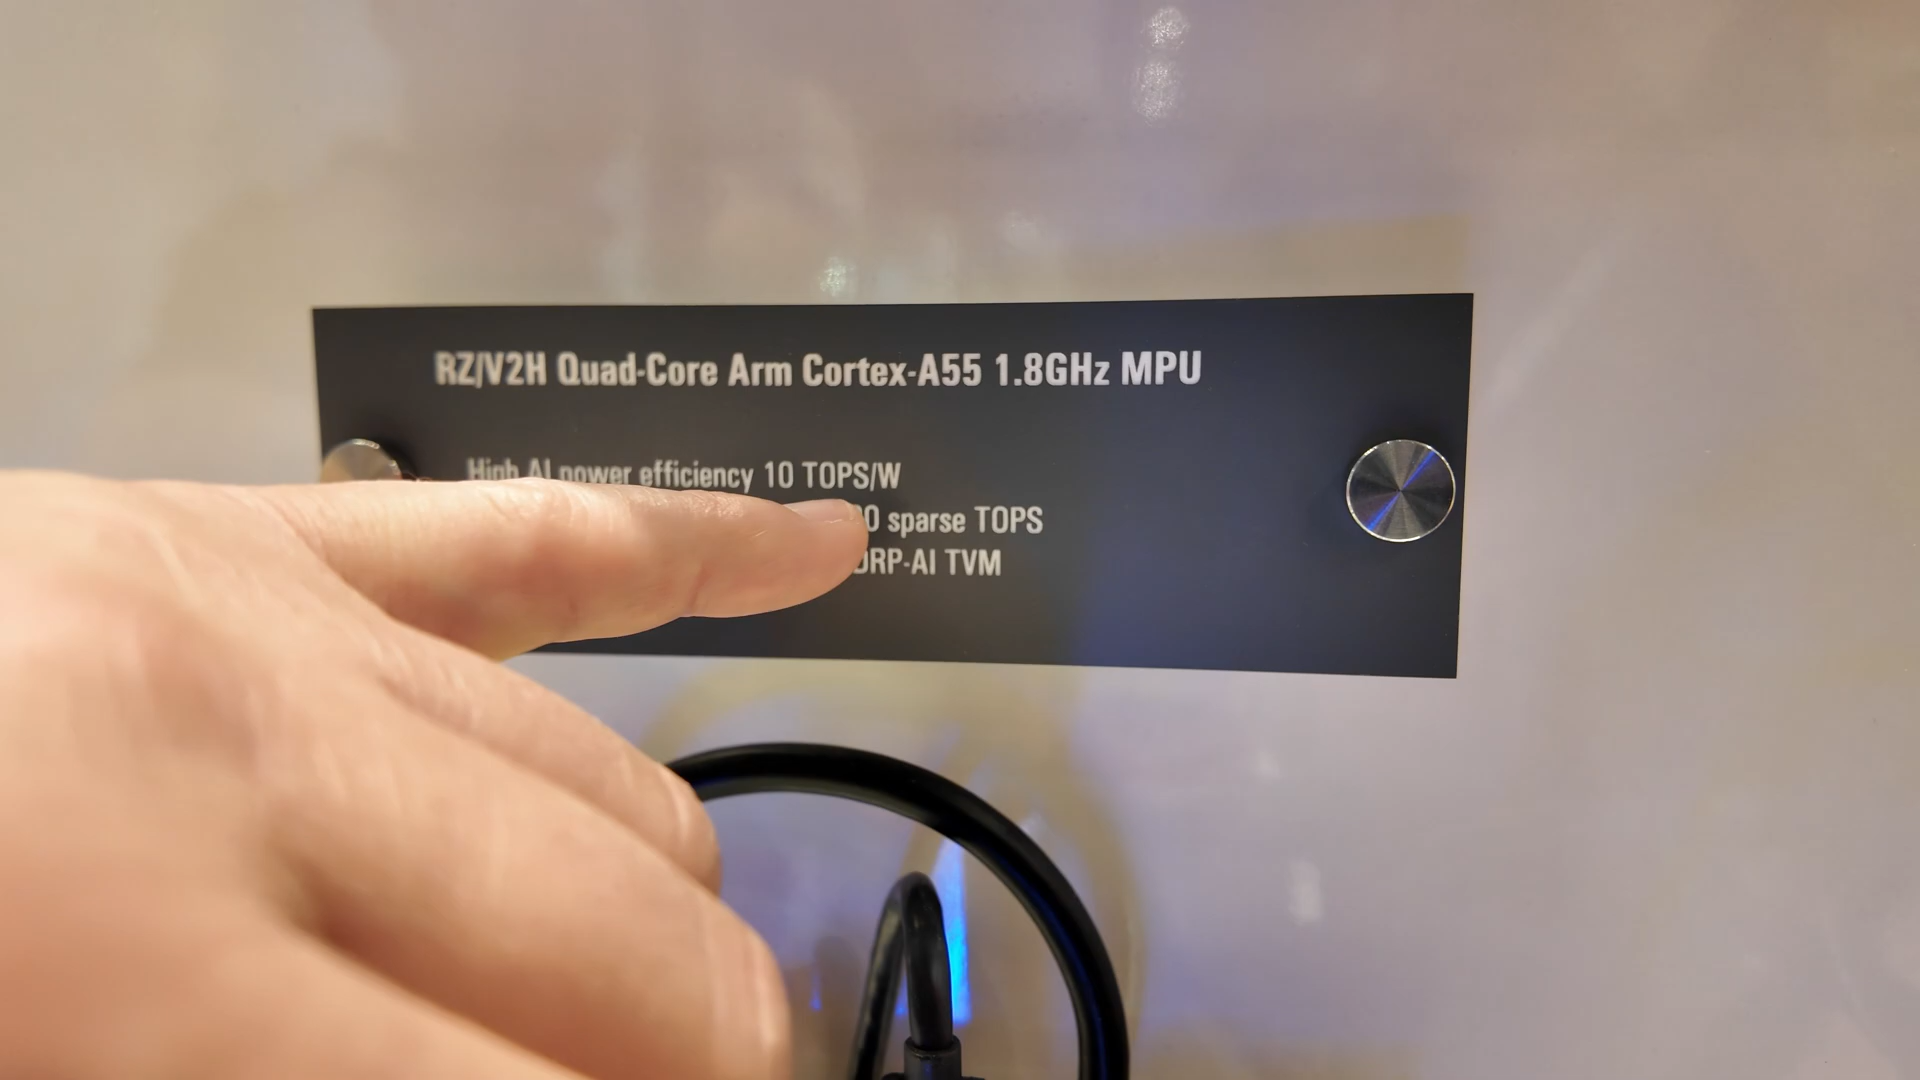 RZ/V2H Quad-Core Arm Cortex-A55 1.8GHz MPU
High AI power efficiency 10 TOPS/W
sparse TOPS
DRP-AI TVM